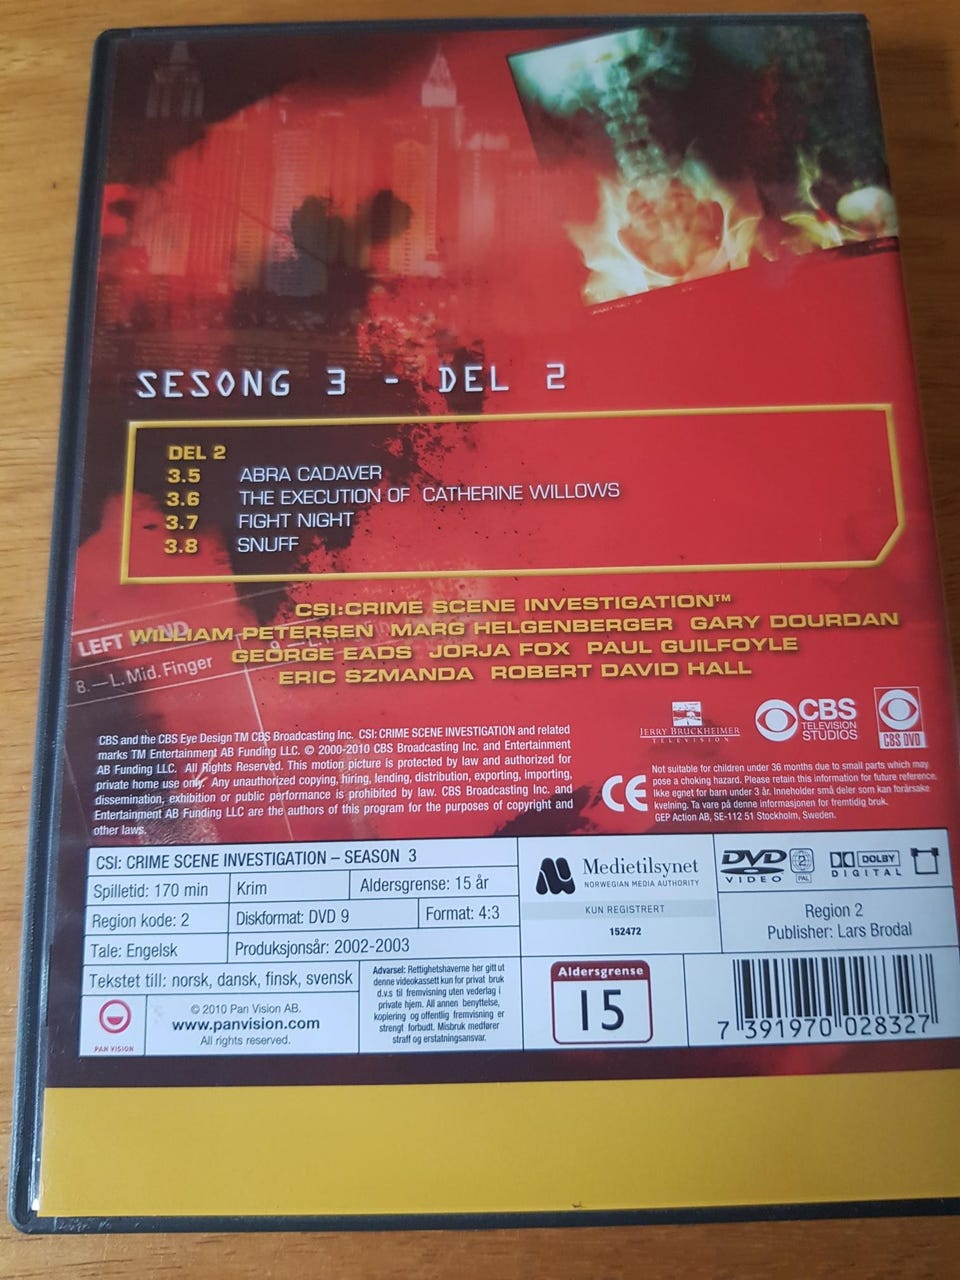 SESONG 3 - DEL 2
DEL 2
3.5 ABRA CADAVER
3.6 THE EXECUTION OF CATHERINE WILLOWS
3.7 FIGHT NIGHT
3.8 SNUFF
CSI:CRIME SCENE INVESTIGATION™
WILLIAM PETERSEN MARG HELGENBERGER GARY DOURDAN
GEORGE EADS JORJA FOX PAUL GUILFOYLE
ERIC SZMANDA ROBERT DAVID HALL
LEFT HAND
8.—L. Mid. Finger
CBS and the CBS Eye Design TM CBS Broadcasting Inc. CSI: CRIME SCENE INVESTIGATION and related
marks TM Entertainment AB Funding LLC. © 2000-2010 CBS Broadcasting Inc. and Entertainment
AB Funding LLC. All Rights Reserved. This motion picture is protected by law and authorized for
private home use only. Any unauthorized copying, hiring, lending, distribution, exporting, importing,
dissemination, exhibition or public performance is prohibited by law. CBS Broadcasting Inc. and
Entertainment AB Funding LLC are the authors of this program for the purposes of copyright and
other laws.
JERRY BRUCKHEIMER
TELEVISION
CBS
TELEVISION
STUDIOS
CBS DVD
CE
Not suitable for children under 36 months due to small parts which may
pose a choking hazard. Please retain this information for future reference.
Ikke egnet for barn under 3 år. Inneholder små deler som kan forårsake
kvelning. Ta vare på denne informasjonen for fremtidig bruk.
GEP Action AB, SE-112 51 Stockholm, Sweden.
CSI: CRIME SCENE INVESTIGATION – SEASON 3
Spilletid: 170 min Krim Aldersgrense: 15 år
Region kode: 2 Diskformat: DVD 9 Format: 4:3
Tale: Engelsk Produksjonsår: 2002-2003
Tekstet till: norsk, dansk, finsk, svensk
PAN VISION
© 2010 Pan Vision AB.
www.panvision.com
All rights reserved.
Advarsel: Rettighetshaverne her gitt ut
denne videokassett kun for privat bruk
d.v.s til fremvisning uten vederlag i
private hjem. All annen benyttelse,
kopiering og offentlig fremvisning er
strengt forbudt. Misbruk medfører
straff og erstatningsansvar.
Medietilsynet
NORWEGIAN MEDIA AUTHORITY
KUN REGISTRERT
152472
Aldersgrense
15
DVD
VIDEO
2
PAL
DOLBY
DIGITAL
Region 2
Publisher: Lars Brodal
7 391970 028327